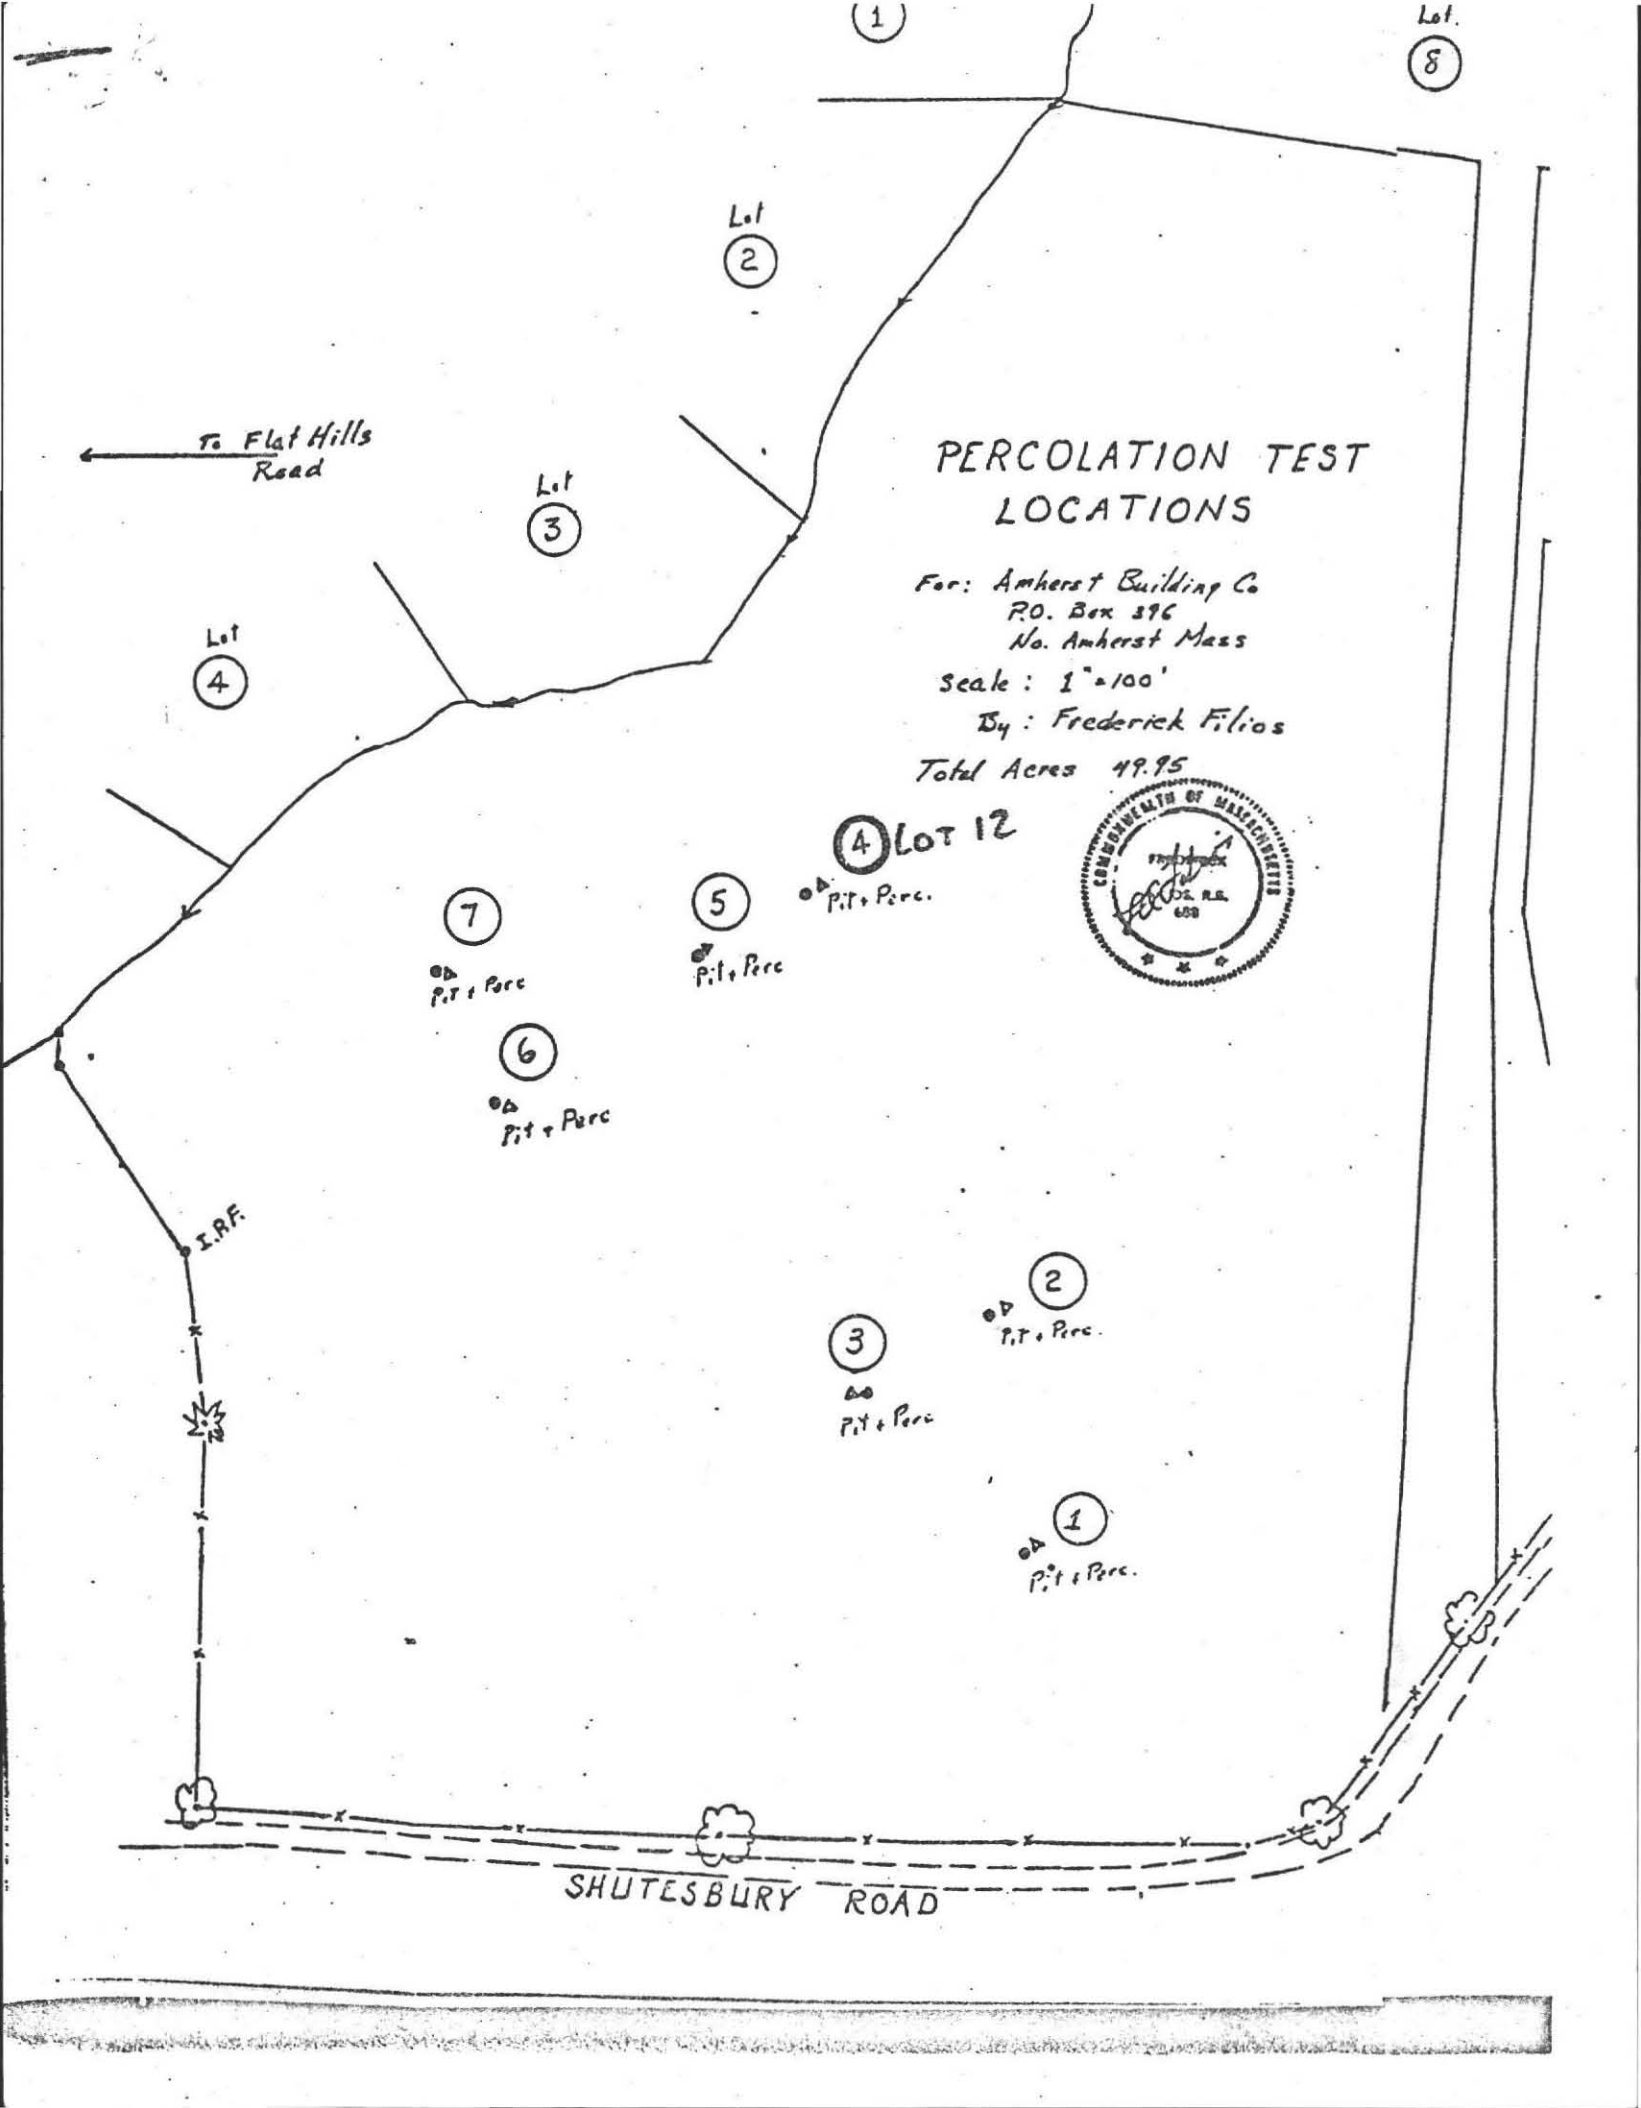 1
Lot.
8
Lot
2
To Flat Hills
Road
Lot
3
Lot
4
PERCOLATION TEST
LOCATIONS
For: Amherst Building Co
P.O. Box 396
No. Amherst Mass
Scale: 1"=100'
By: Frederick Filios
Total Acres 49.95
COMMONWEALTH OF MASSACHUSETTS
R.S.
4 LOT 12
Pit + Perc.
5
Pit + Perc
7
Pit + Perc
6
Pit + Perc
2
Pit + Perc.
3
Pit + Perc
1
Pit + Perc.
SHUTESBURY ROAD